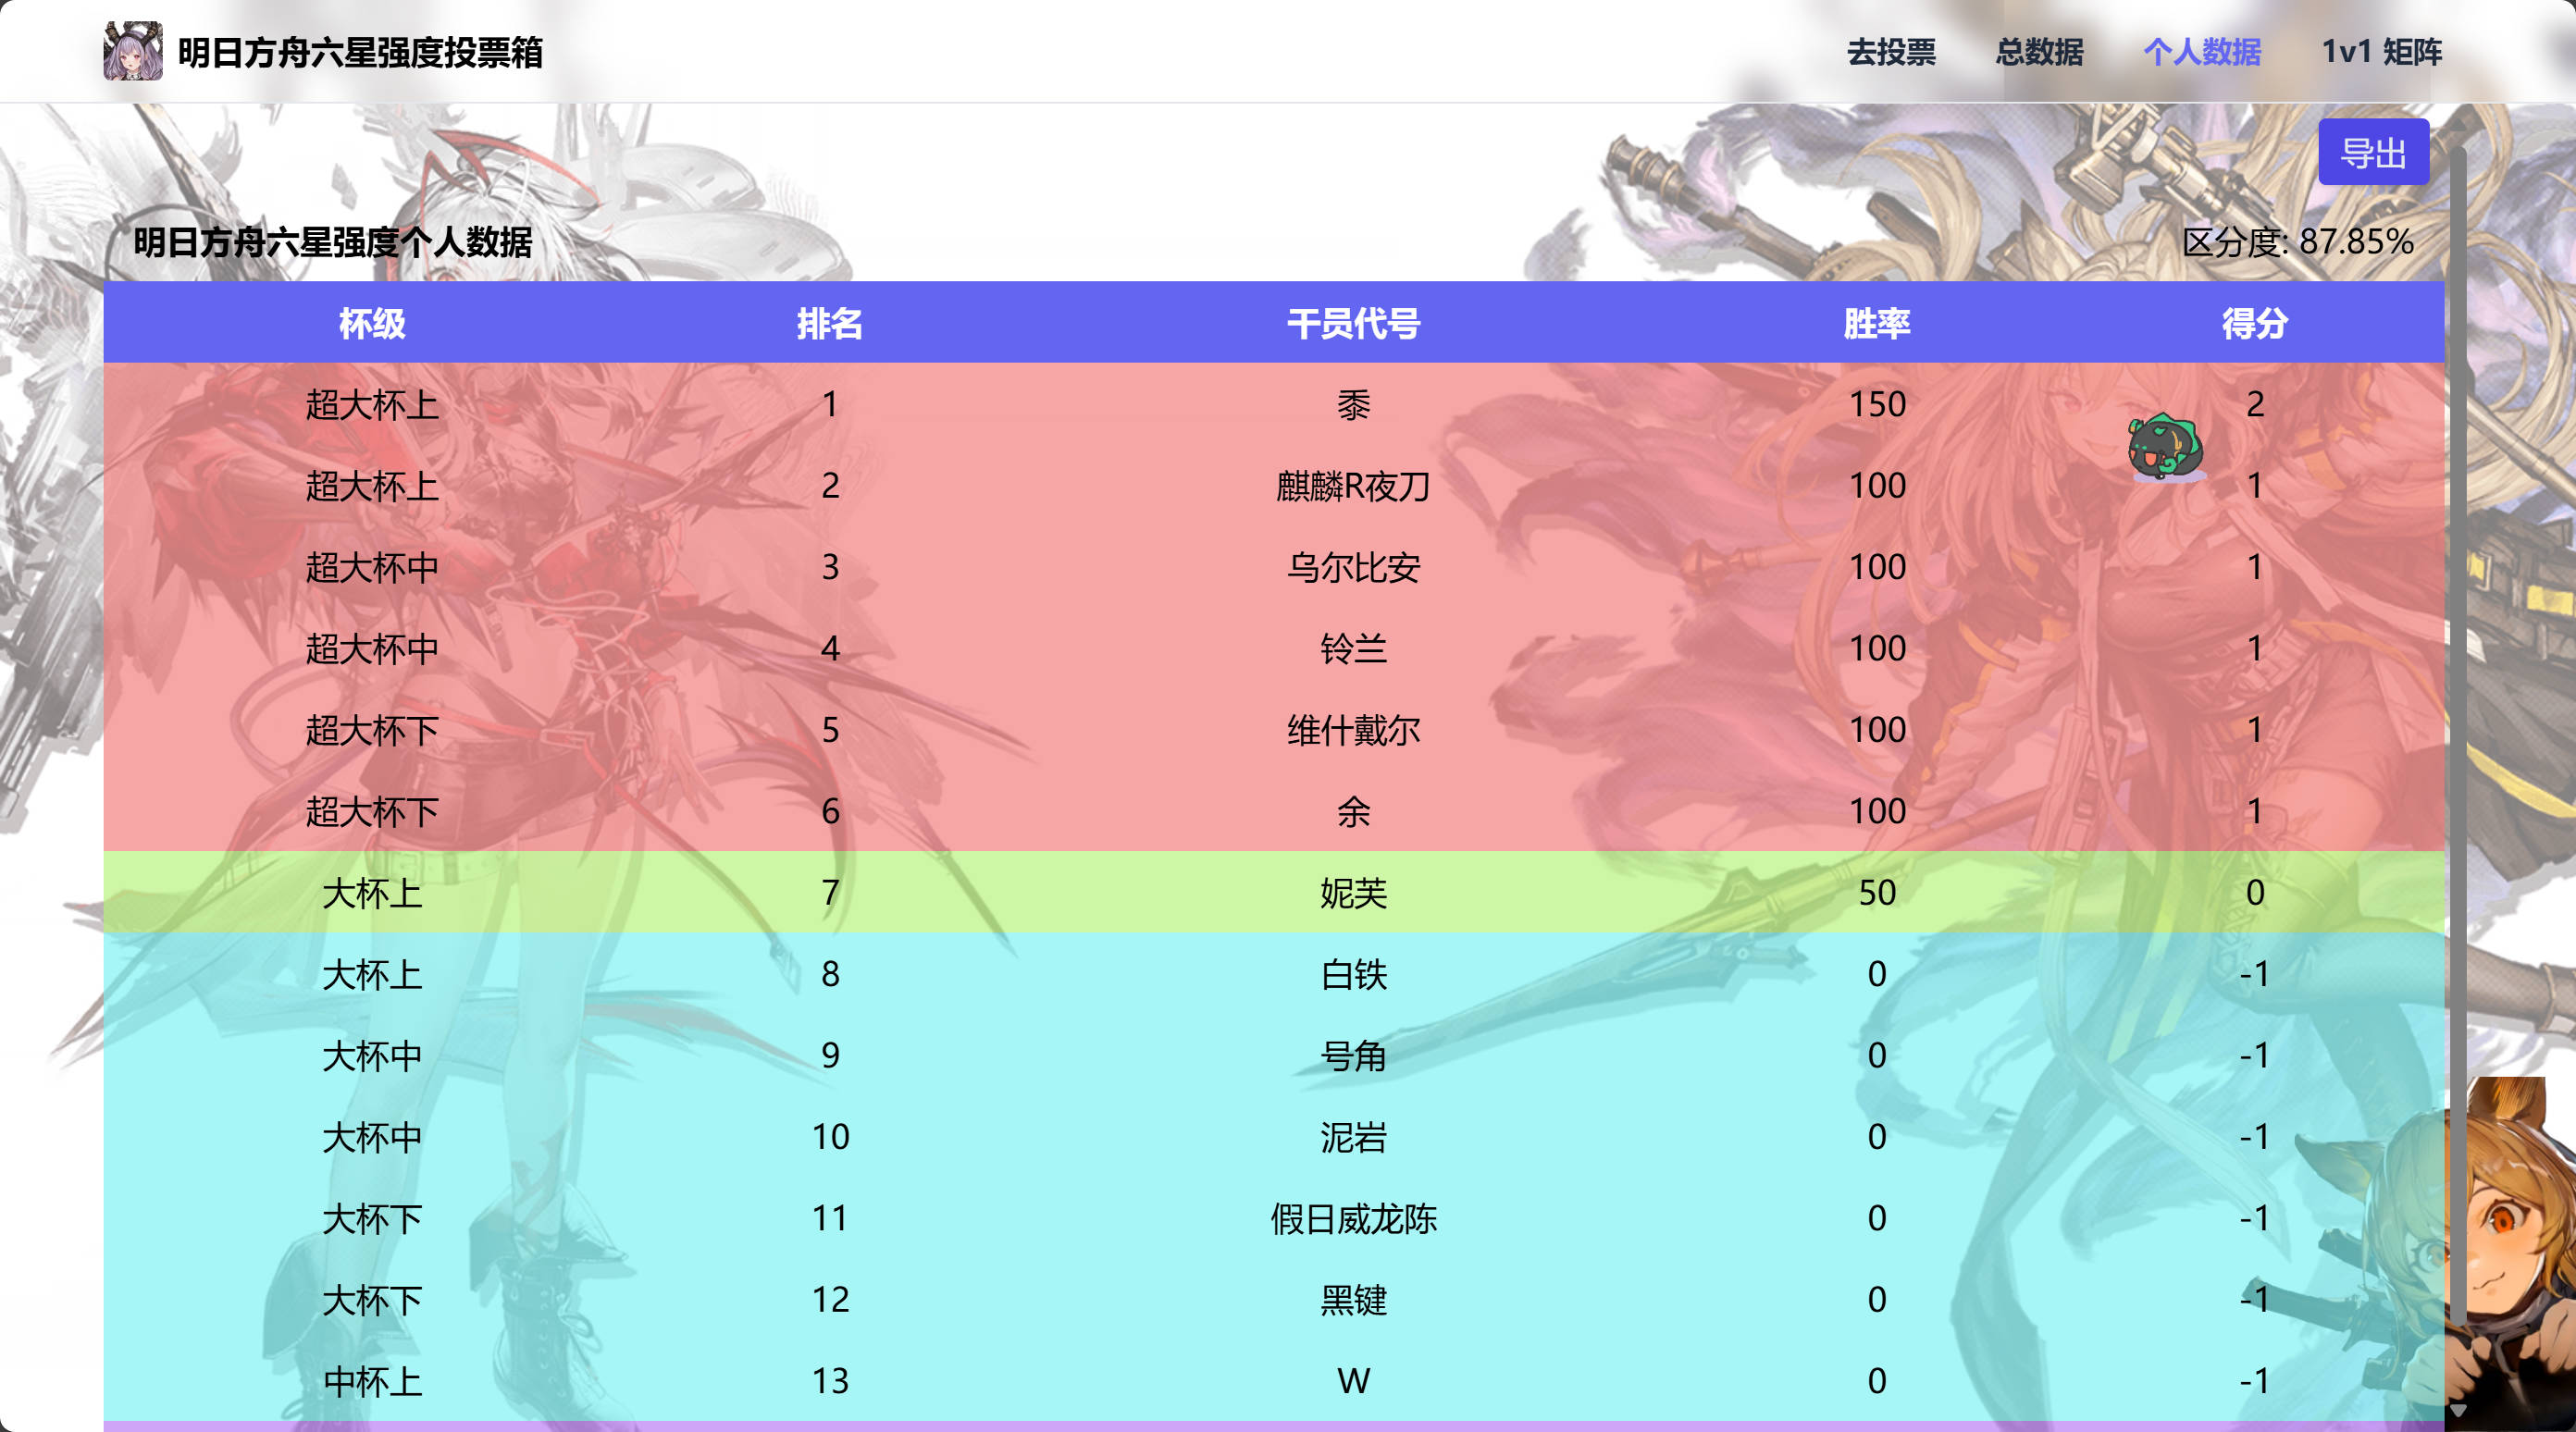 明日方舟六星强度投票箱
去投票 总数据 个人数据 1v1 矩阵
导出
明日方舟六星强度个人数据 区分度: 87.85%
杯级 排名 干员代号 胜率 得分
超大杯上 1 黍 150 2
超大杯上 2 麒麟R夜刀 100 1
超大杯中 3 乌尔比安 100 1
超大杯中 4 铃兰 100 1
超大杯下 5 维什戴尔 100 1
超大杯下 6 余 100 1
大杯上 7 妮芙 50 0
大杯上 8 白铁 0 -1
大杯中 9 号角 0 -1
大杯中 10 泥岩 0 -1
大杯下 11 假日威龙陈 0 -1
大杯下 12 黑键 0 -1
中杯上 13 W 0 -1